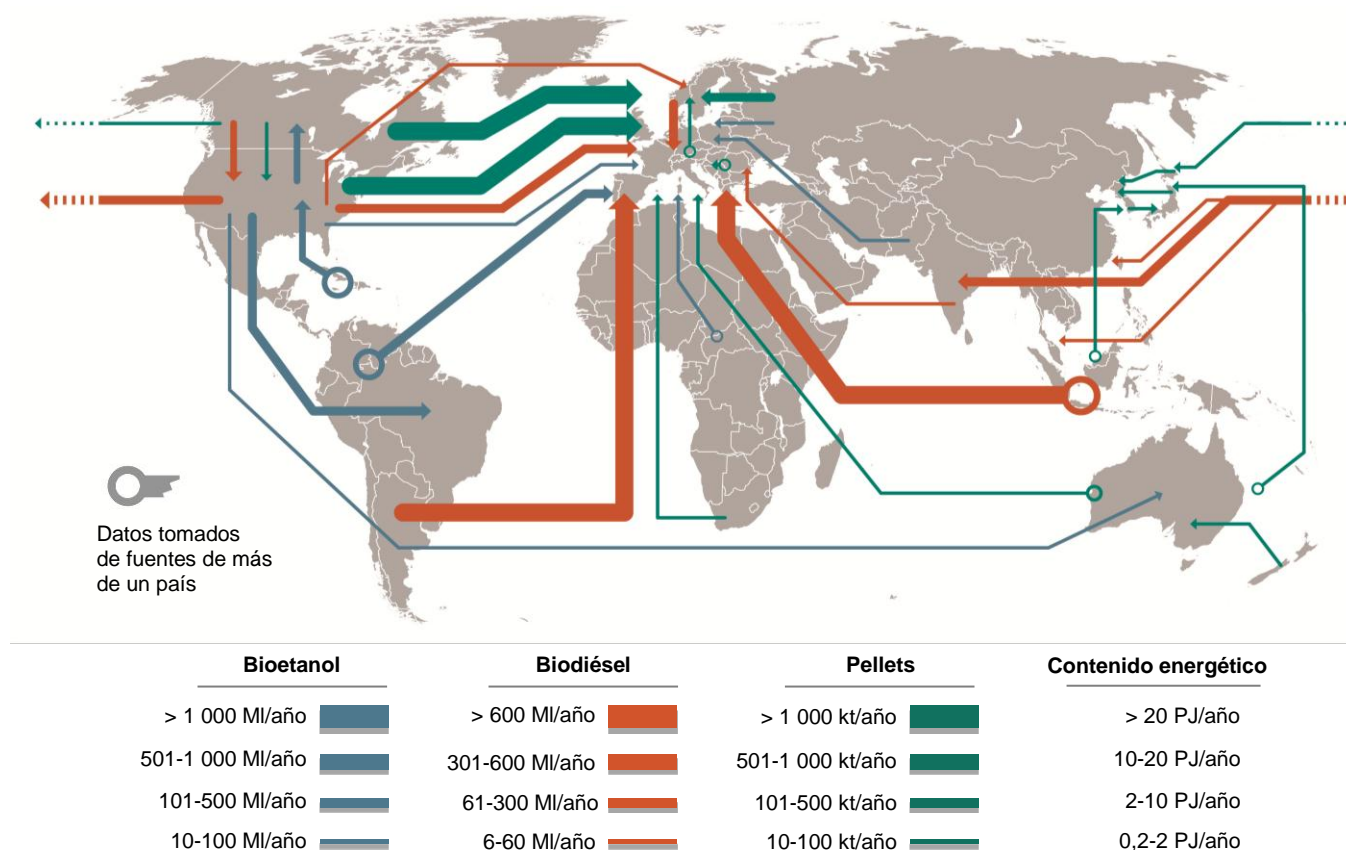 Datos tomados
de fuentes de más
de un país
Bioetanol
> 1 000 Ml/año
501-1 000 Ml/año
101-500 Ml/año
10-100 Ml/año
Biodiésel
> 600 Ml/año
301-600 Ml/año
61-300 Ml/año
6-60 Ml/año
Pellets
> 1 000 kt/año
501-1 000 kt/año
101-500 kt/año
10-100 kt/año
Contenido energético
> 20 PJ/año
10-20 PJ/año
2-10 PJ/año
0,2-2 PJ/año